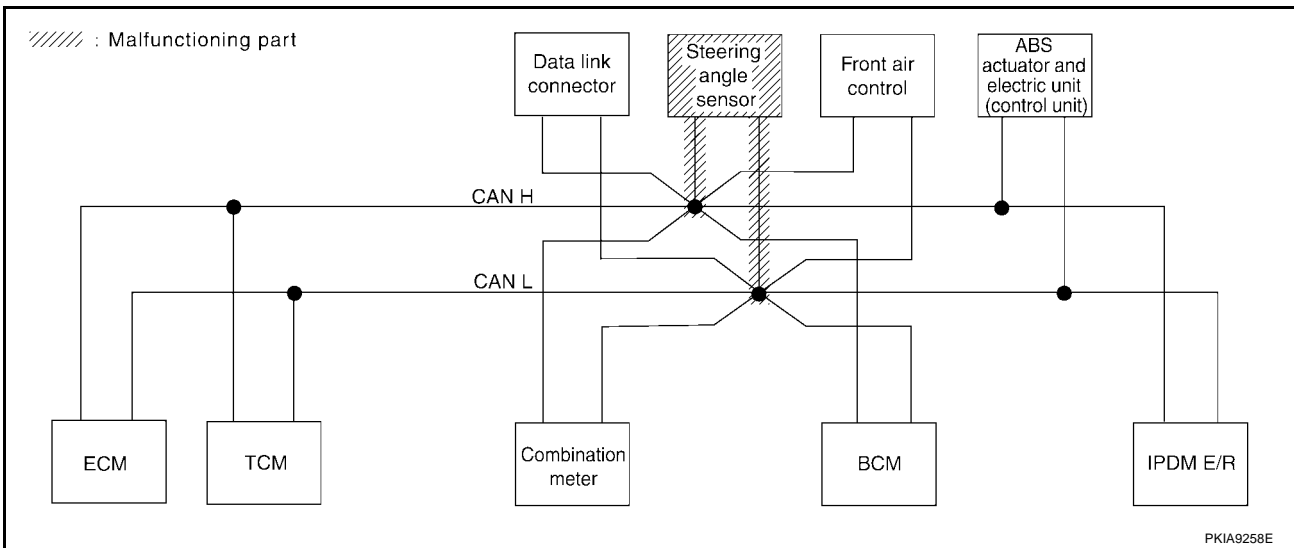 : Malfunctioning part
Data link
connector
Steering
angle
sensor
Front air
control
ABS
actuator and
electric unit
(control unit)
CAN H
CAN L
ECM
TCM
Combination
meter
BCM
IPDM E/R
PKIA9258E